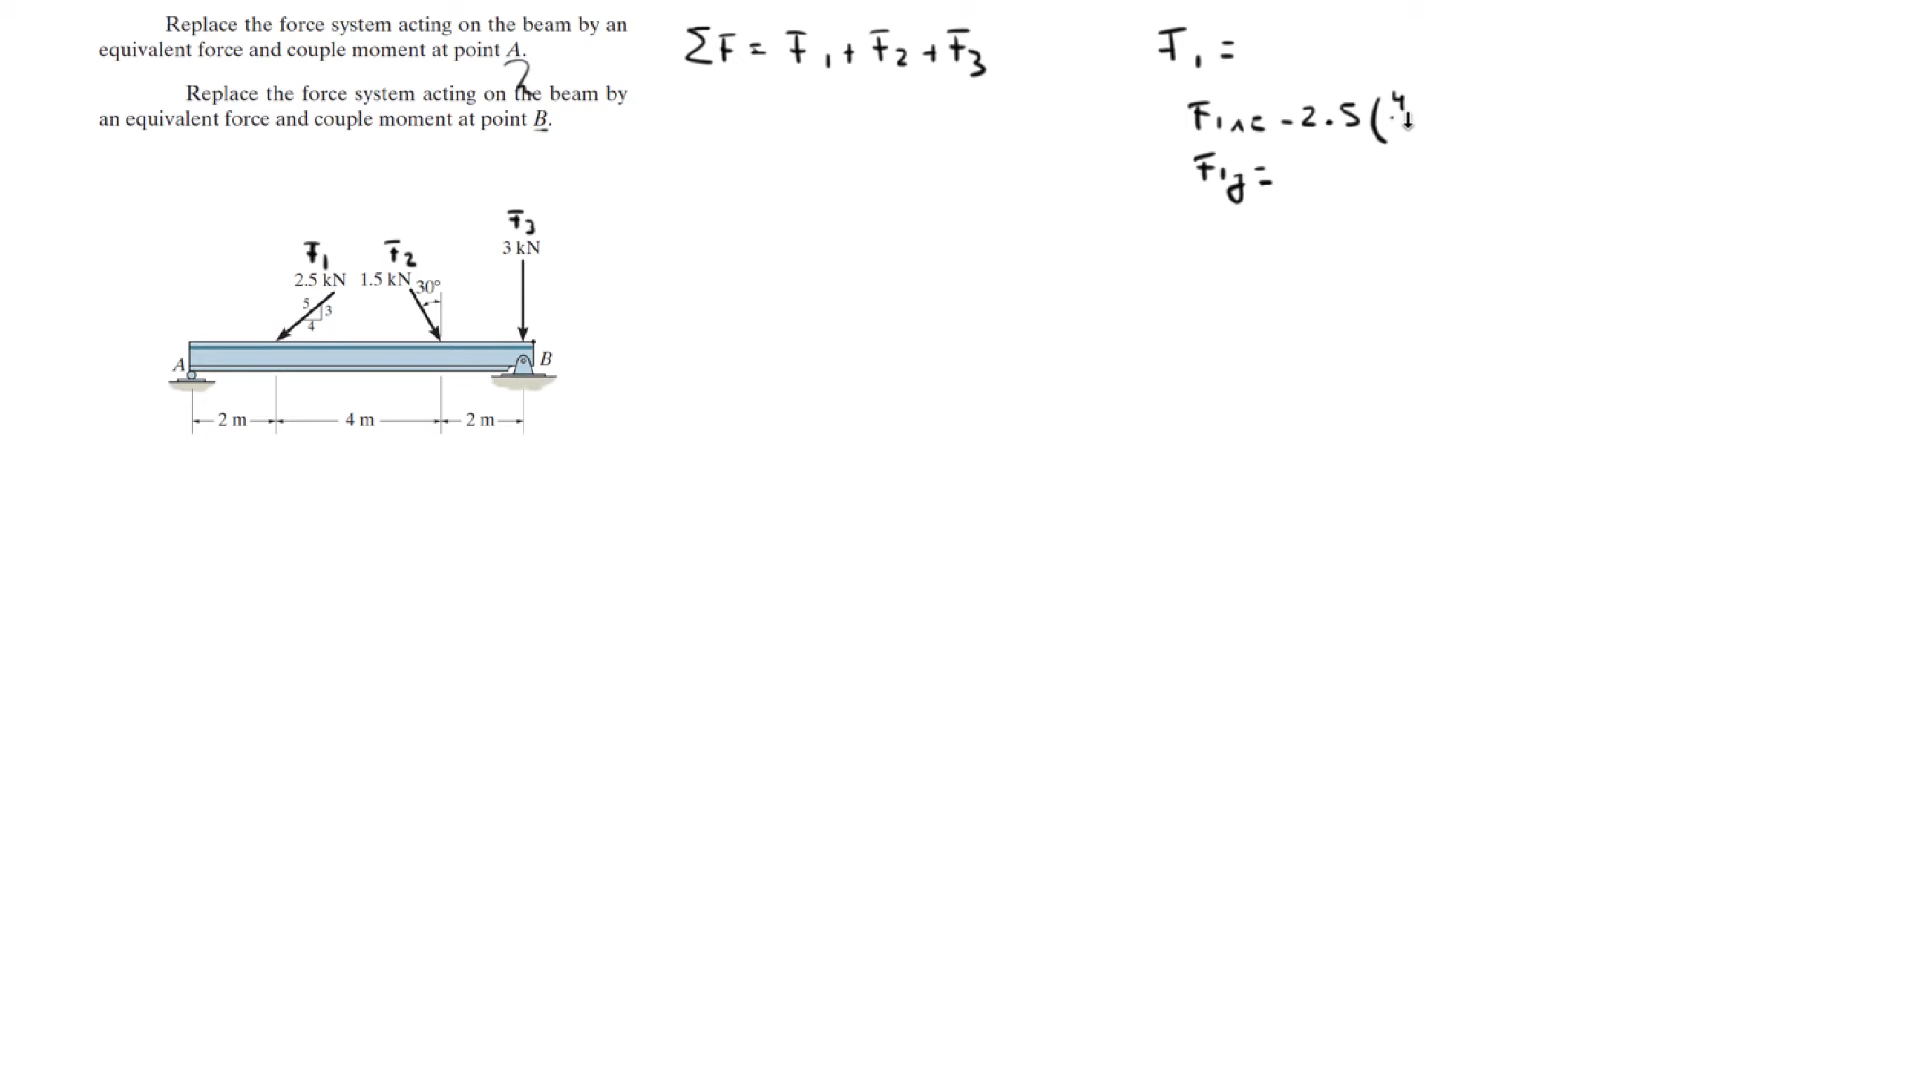 Replace the force system acting on the beam by an
equivalent force and couple moment at point A.
Replace the force system acting on the beam by
an equivalent force and couple moment at point B.
ΣF = F1 + F2 + F3
F1 =
F1x = -2.5 (4
F1y =
F1
F2
F3
2.5 kN
1.5 kN
3 kN
30°
5
3
4
A
B
2 m
4 m
2 m